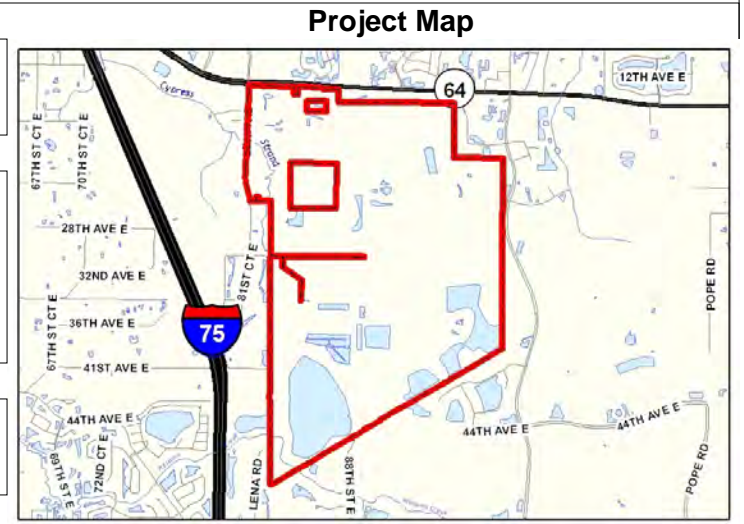 Project Map
64
12TH AVE E
Cypress
Strand
67TH ST CT E
70TH ST CT E
28TH AVE E
81ST CT E
32ND AVE E
POPE RD
36TH AVE E
75
67TH ST CT E
41ST AVE E
44TH AVE E
44TH AVE E
44TH AVE E
69TH ST E
72ND CT E
LENA RD
88TH ST E
POPE RD